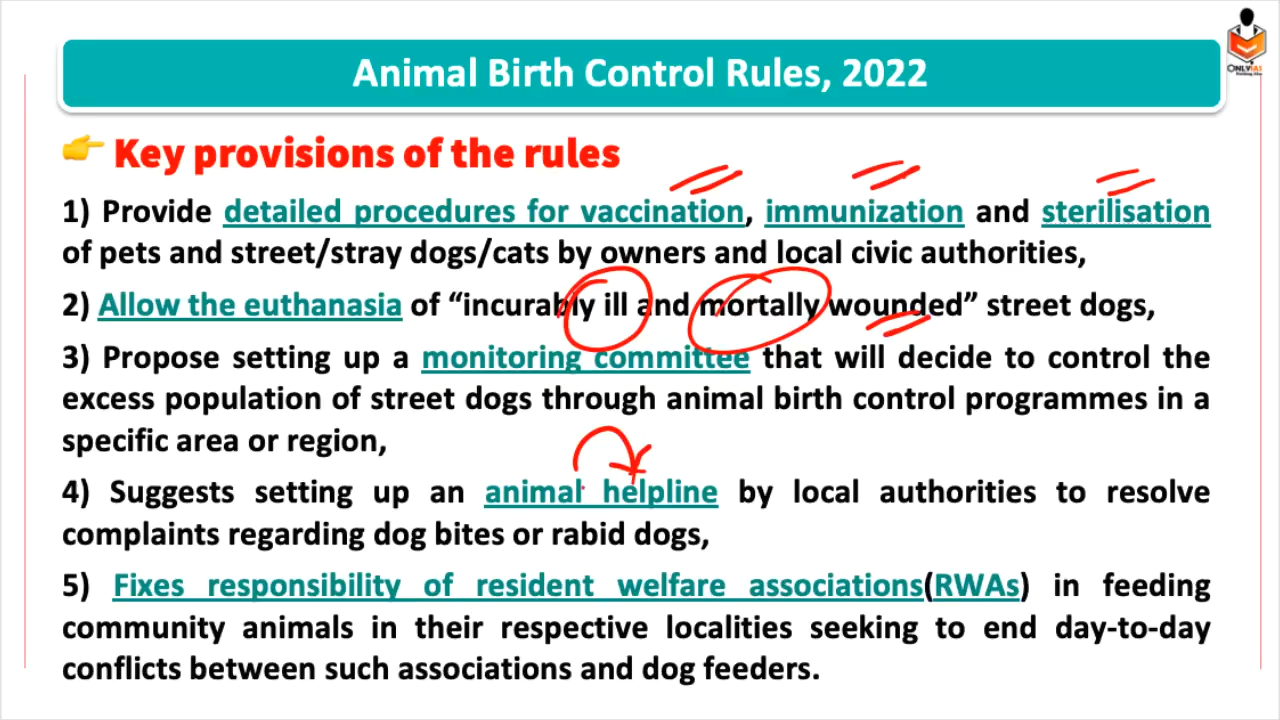 Animal Birth Control Rules, 2022
ONLYIAS
Key provisions of the rules
1) Provide detailed procedures for vaccination, immunization and sterilisation
of pets and street/stray dogs/cats by owners and local civic authorities,
2) Allow the euthanasia of “incurably ill and mortally wounded” street dogs,
3) Propose setting up a monitoring committee that will decide to control the
excess population of street dogs through animal birth control programmes in a
specific area or region,
4) Suggests setting up an animal helpline by local authorities to resolve
complaints regarding dog bites or rabid dogs,
5) Fixes responsibility of resident welfare associations(RWAs) in feeding
community animals in their respective localities seeking to end day-to-day
conflicts between such associations and dog feeders.